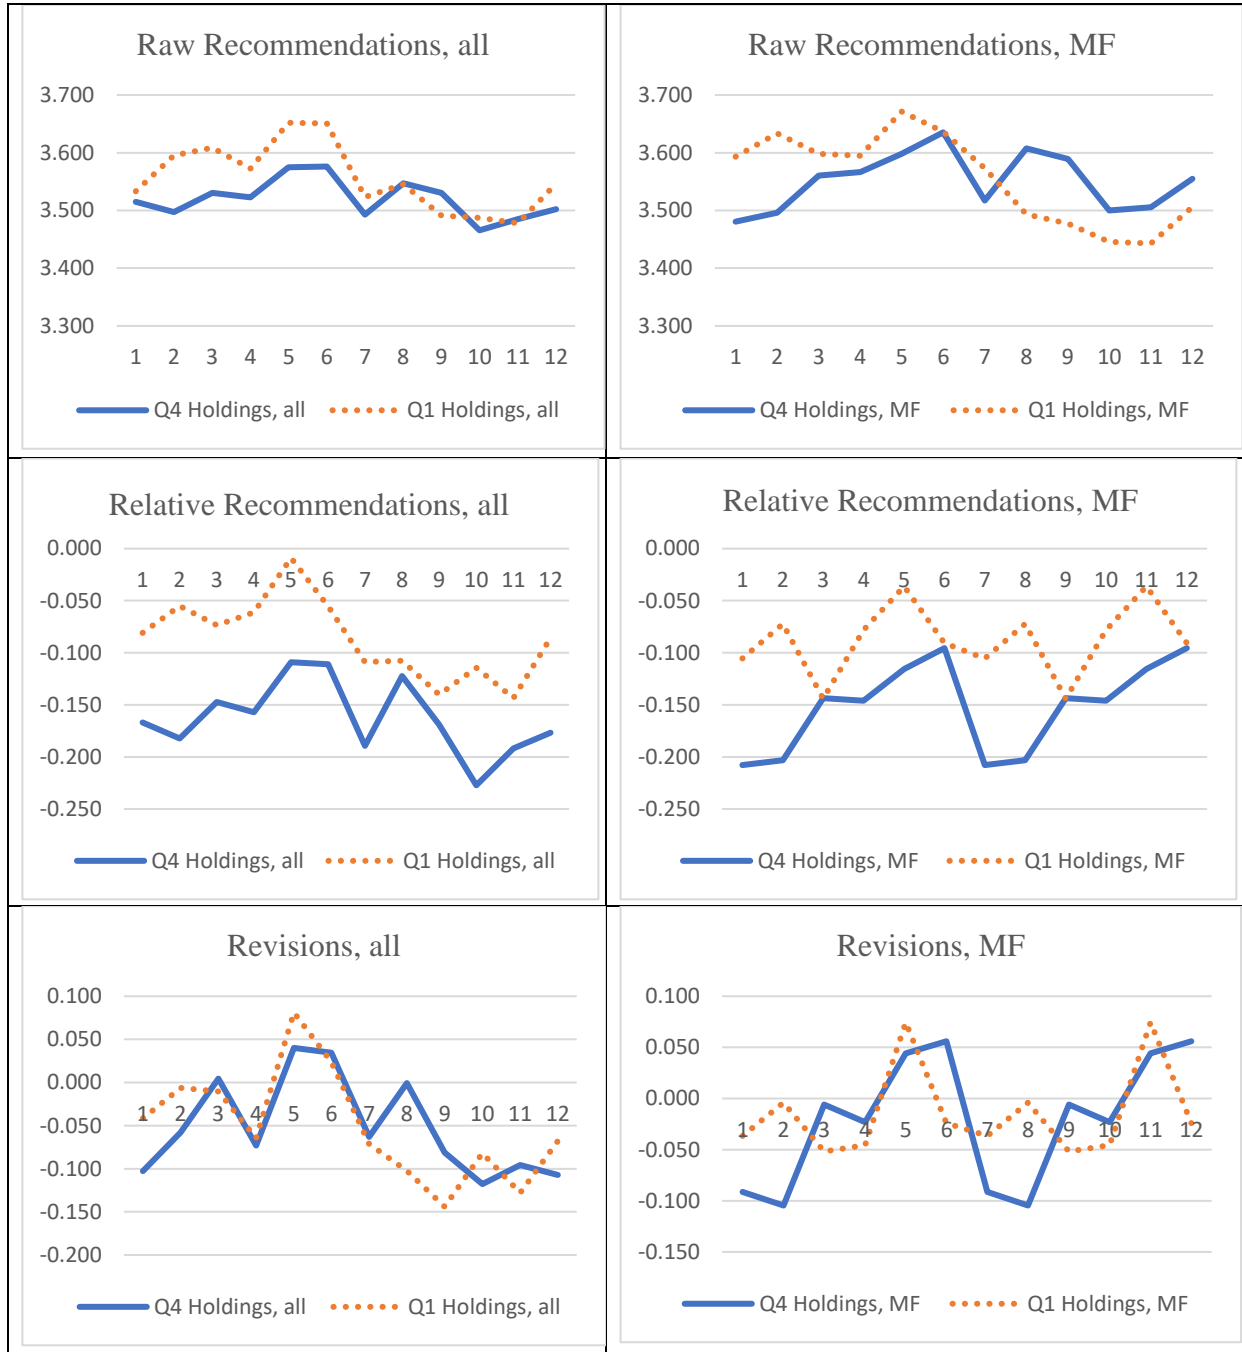 Raw Recommendations, all
3.700
3.600
3.500
3.400
3.300
1 2 3 4 5 6 7 8 9 10 11 12
Q4 Holdings, all Q1 Holdings, all
Raw Recommendations, MF
3.700
3.600
3.500
3.400
3.300
1 2 3 4 5 6 7 8 9 10 11 12
Q4 Holdings, MF Q1 Holdings, MF
Relative Recommendations, all
0.000
1 2 3 4 5 6 7 8 9 10 11 12
-0.050
-0.100
-0.150
-0.200
-0.250
Q4 Holdings, all Q1 Holdings, all
Relative Recommendations, MF
0.000
1 2 3 4 5 6 7 8 9 10 11 12
-0.050
-0.100
-0.150
-0.200
-0.250
Q4 Holdings, MF Q1 Holdings, MF
Revisions, all
0.100
0.050
0.000
1 2 3 4 5 6 7 8 9 10 11 12
-0.050
-0.100
-0.150
-0.200
Q4 Holdings, all Q1 Holdings, all
Revisions, MF
0.100
0.050
0.000
1 2 3 4 5 6 7 8 9 10 11 12
-0.050
-0.100
-0.150
Q4 Holdings, MF Q1 Holdings, MF